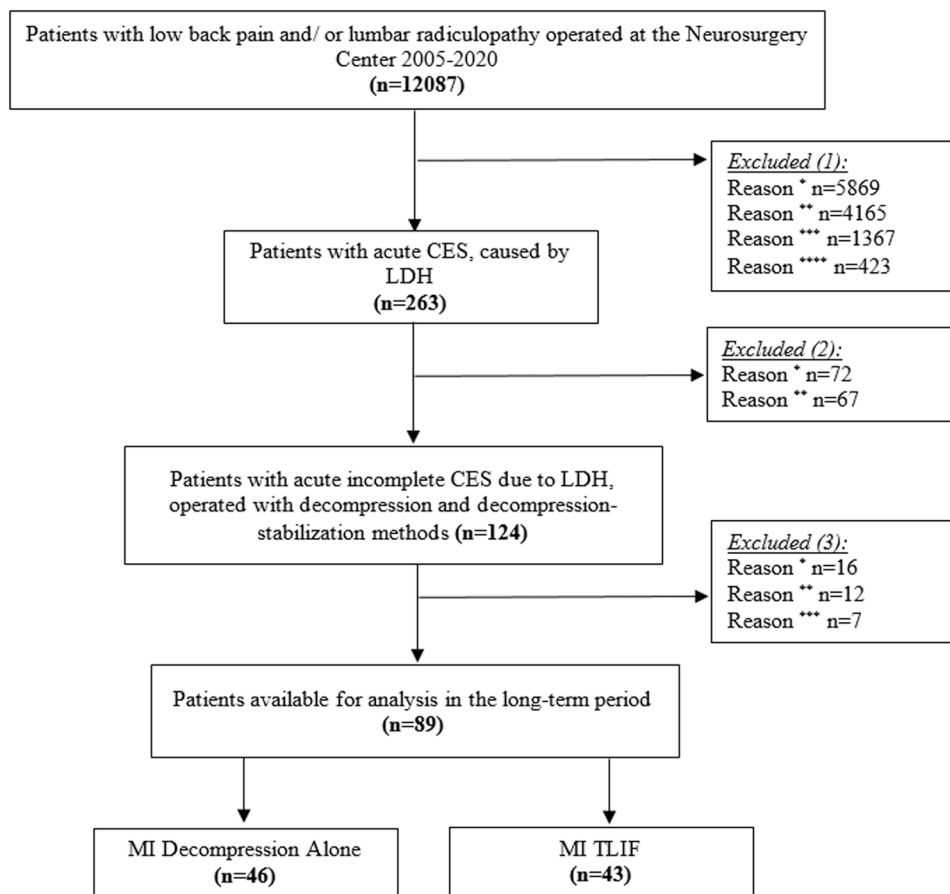 Patients with low back pain and/ or lumbar radiculopathy operated at the Neurosurgery
Center 2005-2020
(n=12087)
Excluded (1):
Reason * n=5869
Reason ** n=4165
Reason *** n=1367
Reason **** n=423
Patients with acute CES, caused by
LDH
(n=263)
Excluded (2):
Reason * n=72
Reason ** n=67
Patients with acute incomplete CES due to LDH,
operated with decompression and decompression-
stabilization methods (n=124)
Excluded (3):
Reason * n=16
Reason ** n=12
Reason *** n=7
Patients available for analysis in the long-term period
(n=89)
MI Decompression Alone
(n=46)
MI TLIF
(n=43)